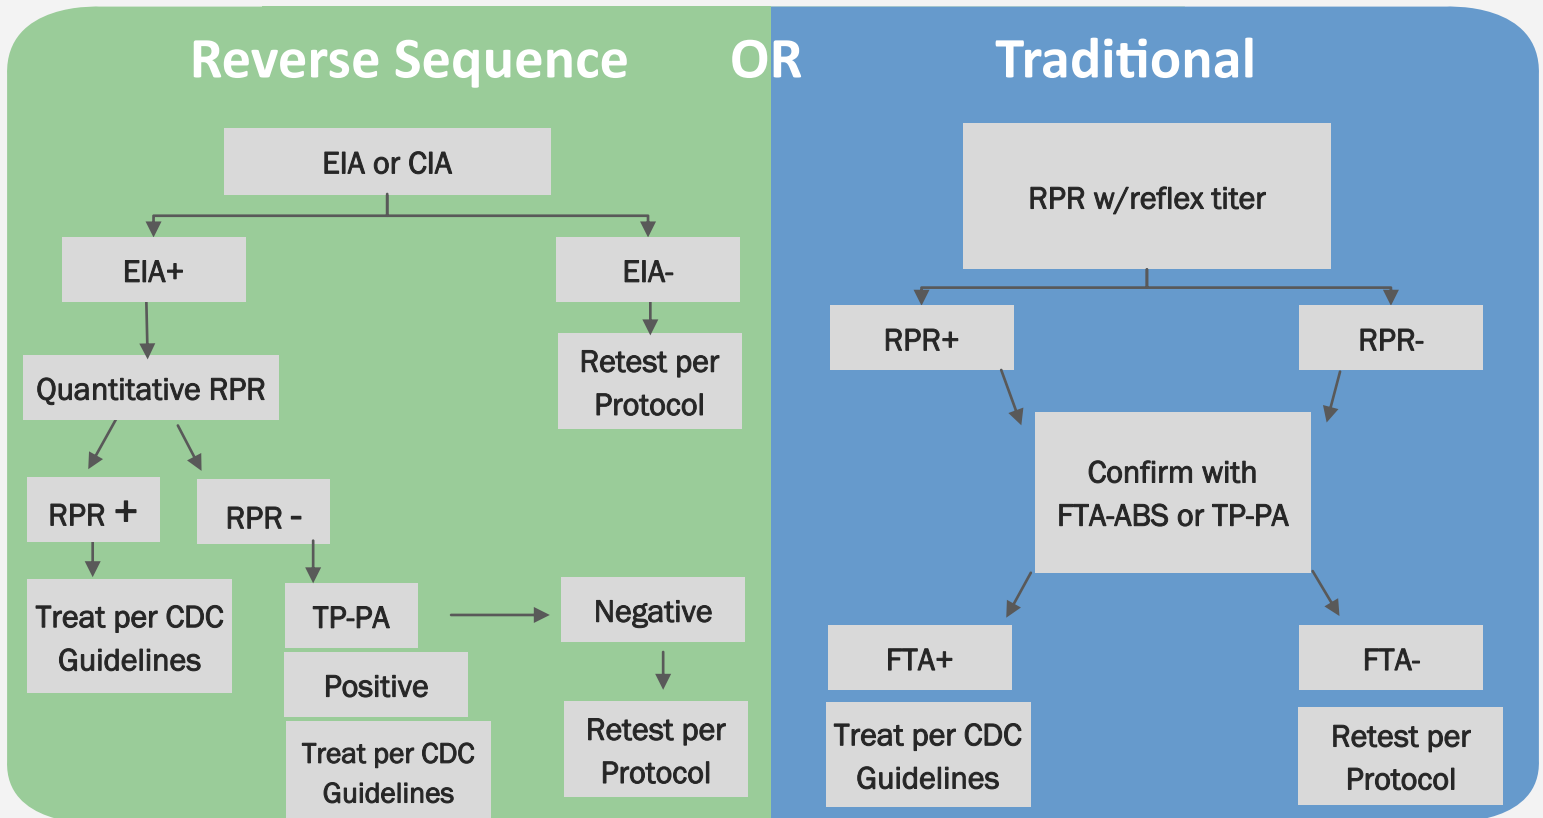 Reverse Sequence OR Traditional
EIA or CIA
EIA+
EIA-
Quantitative RPR
Retest per
Protocol
RPR +
RPR -
Treat per CDC
Guidelines
TP-PA
Negative
Positive
Treat per CDC
Guidelines
Retest per
Protocol
RPR w/reflex titer
RPR+
RPR-
Confirm with
FTA-ABS or TP-PA
FTA+
FTA-
Treat per CDC
Guidelines
Retest per
Protocol